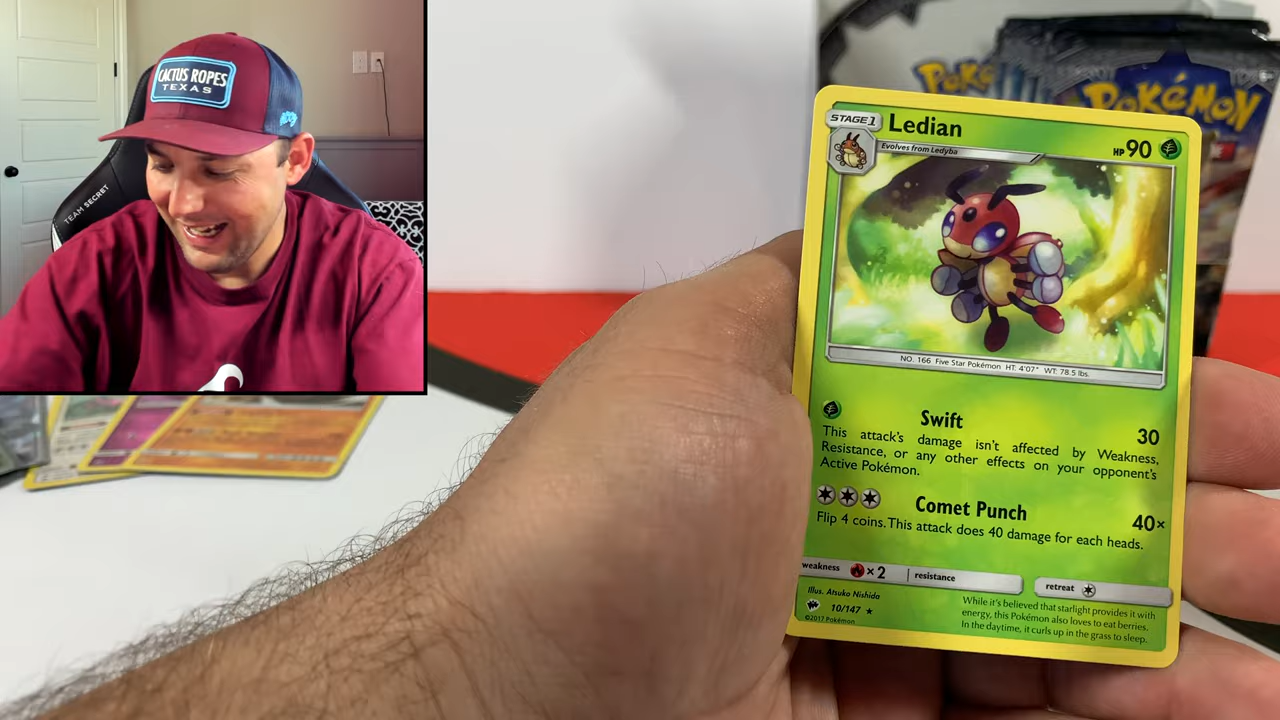 CACTUS ROPES
TEXAS
TEAM SECRET
POKé
POKéMON
STAGE 1
Ledian
HP 90
Evolves from Ledyba
NO. 166 Five Star Pokémon HT: 4'07" WT: 78.5 lbs.
Swift
30
This attack's damage isn't affected by Weakness,
Resistance, or any other effects on your opponent's
Active Pokémon.
Comet Punch
40×
Flip 4 coins. This attack does 40 damage for each heads.
weakness ×2 resistance retreat
Illus. Atsuko Nishida
10/147 ★
©2017 Pokémon
While it's believed that starlight provides it with
energy, this Pokémon also loves to eat berries.
In the daytime, it curls up in the grass to sleep.